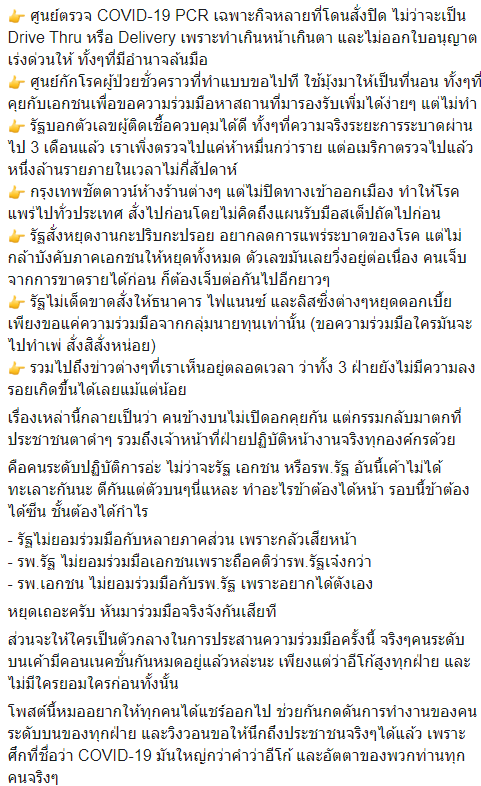 👉 ศูนย์ตรวจ COVID-19 PCR เฉพาะกิจหลายที่โดนสั่งปิด ไม่ว่าจะเป็น
Drive Thru หรือ Delivery เพราะทำเกินหน้าเกินตา และไม่ออกใบอนุญาต
เร่งด่วนให้ ทั้งๆที่มีอำนาจล้นมือ
👉 ศูนย์กักโรคผู้ป่วยชั่วคราวที่ทำแบบขอไปที ใช้มุ้งมาให้เป็นที่นอน ทั้งๆที่
คุยกับเอกชนเพื่อขอความร่วมมือหาสถานที่มารองรับเพิ่มได้ง่ายๆ แต่ไม่ทำ
👉 รัฐบอกตัวเลขผู้ติดเชื้อควบคุมได้ดี ทั้งๆที่ความจริงระยะการระบาดผ่าน
ไป 3 เดือนแล้ว เราเพิ่งตรวจไปแค่ห้าหมื่นกว่าราย แต่อเมริกาตรวจไปแล้ว
หนึ่งล้านรายภายในเวลาไม่กี่สัปดาห์
👉 กรุงเทพชัตดาวน์ห้างร้านต่างๆ แต่ไม่ปิดทางเข้าออกเมือง ทำให้โรค
แพร่ไปทั่วประเทศ สั่งไปก่อนโดยไม่คิดถึงแผนรับมือสเต็ปถัดไปก่อน
👉 รัฐสั่งหยุดงานกะปริบกะปรอย อยากลดการแพร่ระบาดของโรค แต่ไม่
กล้าบังคับภาคเอกชนให้หยุดทั้งหมด ตัวเลขมันเลยวิ่งอยู่ต่อเนื่อง คนเจ็บ
จากการขาดรายได้ก่อน ก็ต้องเจ็บต่อกันไปอีกยาวๆ
👉 รัฐไม่เด็ดขาดสั่งให้ธนาคาร ไฟแนนซ์ และลิสซิ่งต่างๆหยุดดอกเบี้ย
เพียงขอแค่ความร่วมมือจากกลุ่มนายทุนเท่านั้น (ขอความร่วมมือใครมันจะ
ไปทำเพ่ สั่งสิสั่งหน่อย)
👉 รวมไปถึงข่าวต่างๆที่เราเห็นอยู่ตลอดเวลา ว่าทั้ง 3 ฝ่ายยังไม่มีความลง
รอยเกิดขึ้นได้เลยแม้แต่น้อย
เรื่องเหล่านี้กลายเป็นว่า คนข้างบนไม่เปิดอกคุยกัน แต่กรรมกลับมาตกที่
ประชาชนตาดำๆ รวมถึงเจ้าหน้าที่ฝ่ายปฏิบัติหน้างานจริงทุกองค์กรด้วย
คือคนระดับปฏิบัติการอ่ะ ไม่ว่าจะรัฐ เอกชน หรือรพ.รัฐ อันนี้เค้าไม่ได้
ทะเลาะกันนะ ตีกันแต่ตัวบนๆนี่แหละ ทำอะไรข้าต้องได้หน้า รอบนี้ข้าต้อง
ได้ซีน ชั้นต้องได้กำไร
- รัฐไม่ยอมร่วมมือกับหลายภาคส่วน เพราะกลัวเสียหน้า
- รพ.รัฐ ไม่ยอมร่วมมือเอกชนเพราะถือคติว่ารพ.รัฐเจ๋งกว่า
- รพ.เอกชน ไม่ยอมร่วมมือกับรพ.รัฐ เพราะอยากได้ตังเอง
หยุดเถอะครับ หันมาร่วมมือจริงจังกันเสียที
ส่วนจะให้ใครเป็นตัวกลางในการประสานความร่วมมือครั้งนี้ จริงๆคนระดับ
บนเค้ามีคอนเนคชั่นกันหมดอยู่แล้วหล่ะนะ เพียงแต่ว่าอีโก้สูงทุกฝ่าย และ
ไม่มีใครยอมใครก่อนทั้งนั้น
โพสต์นี้หมออยากให้ทุกคนได้แชร์ออกไป ช่วยกันกดดันการทำงานของคน
ระดับบนของทุกฝ่าย และวิงวอนขอให้นึกถึงประชาชนจริงๆได้แล้ว เพราะ
ศึกที่ชื่อว่า COVID-19 มันใหญ่กว่าคำว่าอีโก้ และอัตตาของพวกท่านทุก
คนจริงๆ